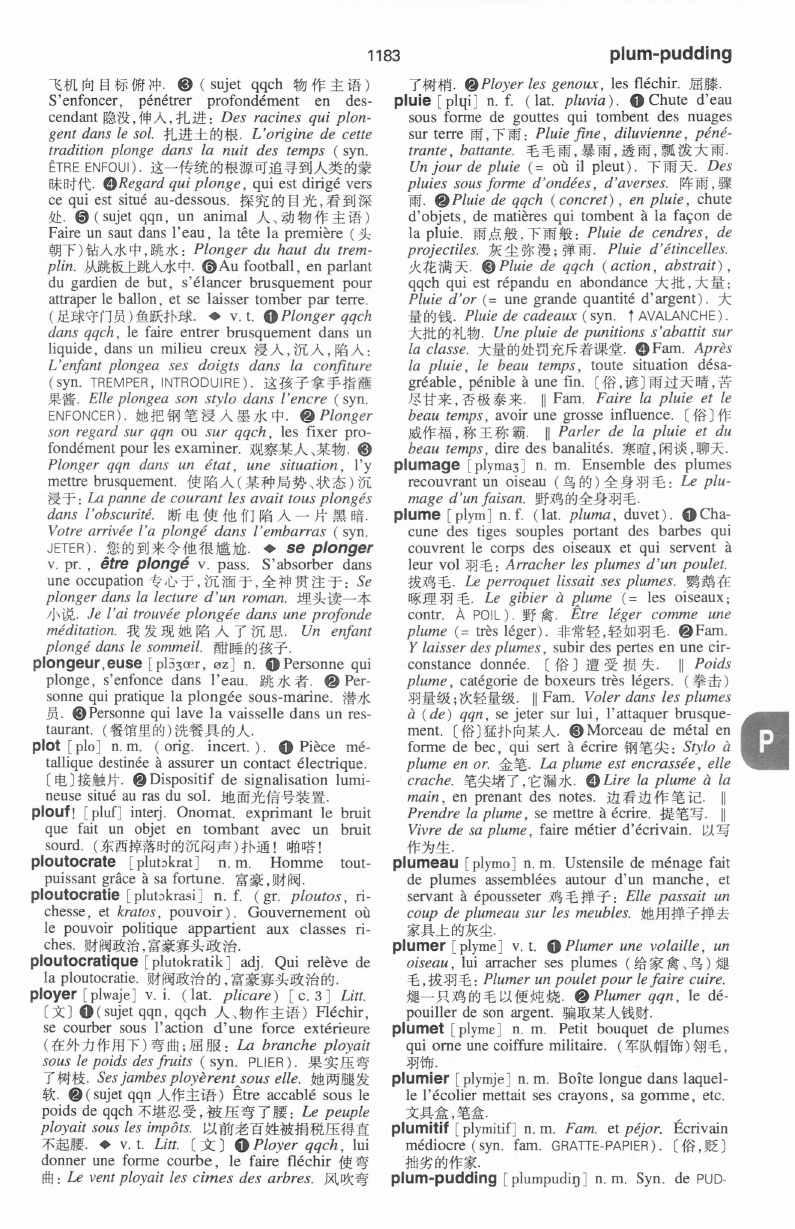 1183
plum-pudding
飞机向目标俯冲. ❸ ( sujet qqch 物作主语 )
S'enfoncer, pénétrer profondément en des-
cendant 隐没,伸入,扎进: Des racines qui plon-
gent dans le sol. 扎进土的根. L'origine de cette
tradition plonge dans la nuit des temps ( syn.
ÊTRE ENFOUI ). 这一传统的根源可追寻到人类的蒙
昧时代. ❹Regard qui plonge, qui est dirigé vers
ce qui est situé au-dessous. 探究的目光,看到深
处. ❺ ( sujet qqn, un animal 人、动物作主语 )
Faire un saut dans l'eau, la tête la première ( 头
朝下)钻入水中,跳水: Plonger du haut du trem-
plin. 从跳板上跳入水中. ❻Au football, en parlant
du gardien de but, s'élancer brusquement pour
attraper le ballon, et se laisser tomber par terre.
( 足球守门员 ) 鱼跃扑球. ◆ v. t. ❶Plonger qqch
dans qqch, le faire entrer brusquement dans un
liquide, dans un milieu creux 浸入,沉入,陷入:
L'enfant plongea ses doigts dans la confiture
(syn. TREMPER, INTRODUIRE). 这孩子拿手指蘸
果酱. Elle plongea son stylo dans l'encre ( syn.
ENFONCER ). 她把钢笔浸入墨水中. ❷ Plonger
son regard sur qqn ou sur qqch, les fixer pro-
fondément pour les examiner. 观察某人、某物. ❸
Plonger qqn dans un état, une situation, l'y
mettre brusquement. 使陷入(某种局势、状态)沉
浸于: La panne de courant les avait tous plongés
dans l'obscurité. 断电使他们陷入一片黑暗.
Votre arrivée l'a plongé dans l'embarras ( syn.
JETER ). 您的到来令他很尴尬. ◆ se plonger
v. pr. , être plongé v. pass. S'absorber dans
une occupation 专心于,沉湎于,全神贯注于: Se
plonger dans la lecture d'un roman. 埋头读一本
小说. Je l'ai trouvée plongée dans une profonde
méditation. 我发现她陷入了沉思. Un enfant
plongé dans le sommeil. 酣睡的孩子.
plongeur,euse [plɔ̃ʒœr, øz] n. ❶Personne qui
plonge, s'enfonce dans l'eau. 跳水者. ❷ Per-
sonne qui pratique la plongée sous-marine. 潜水
员. ❸Personne qui lave la vaisselle dans un res-
taurant. (餐馆里的)洗餐具的人.
plot [plo] n. m. ( orig. incert. ). ❶ Pièce mé-
tallique destinée à assurer un contact électrique.
〔电〕接触片. ❷Dispositif de signalisation lumi-
neuse situé au ras du sol. 地面光信号装置.
plouf! [pluf] interj. Onomat. exprimant le bruit
que fait un objet en tombant avec un bruit
sourd. (东西掉落时的沉闷声)扑通! 啪嗒!
ploutocrate [plutɔkrat] n. m. Homme tout-
puissant grâce à sa fortune. 富豪,财阀.
ploutocratie [plutɔkrasi] n. f. ( gr. ploutos, ri-
chesse, et kratos, pouvoir ). Gouvernement où
le pouvoir politique appartient aux classes ri-
ches. 财阀政治,富豪寡头政治.
ploutocratique [plutokratik] adj. Qui relève de
la ploutocratie. 财阀政治的,富豪寡头政治的.
ployer [plwaje] v. i. ( lat. plicare ) [ c. 3 ] Litt.
〔文〕❶(sujet qqn, qqch 人、物作主语) Fléchir,
se courber sous l'action d'une force extérieure
(在外力作用下) 弯曲;屈服: La branche ployait
sous le poids des fruits ( syn. PLIER ). 果实压弯
了树枝. Ses jambes ployèrent sous elle. 她两腿发
软. ❷(sujet qqn 人作主语) Être accablé sous le
poids de qqch 不堪忍受,被压弯了腰: Le peuple
ployait sous les impôts. 以前老百姓被捐税压得直
不起腰. ◆ v. t. Litt. 〔文〕❶ Ployer qqch, lui
donner une forme courbe, le faire fléchir 使弯
曲: Le vent ployait les cimes des arbres. 风吹弯
了树梢. ❷Ployer les genoux, les fléchir. 屈膝.
pluie [plɥi] n. f. ( lat. pluvia ). ❶ Chute d'eau
sous forme de gouttes qui tombent des nuages
sur terre 雨,下雨: Pluie fine, diluvienne, péné-
trante, battante. 毛毛雨,暴雨,透雨,瓢泼大雨.
Un jour de pluie (= où il pleut). 下雨天. Des
pluies sous forme d'ondées, d'averses. 阵雨,骤
雨. ❷Pluie de qqch ( concret ), en pluie, chute
d'objets, de matières qui tombent à la façon de
la pluie. 雨点般,下雨般: Pluie de cendres, de
projectiles. 灰尘弥漫;弹雨. Pluie d'étincelles.
火花满天. ❸ Pluie de qqch ( action, abstrait ),
qqch qui est répandu en abondance 大批,大量:
Pluie d'or (= une grande quantité d'argent). 大
量的钱. Pluie de cadeaux (syn. ↑ AVALANCHE).
大批的礼物. Une pluie de punitions s'abattit sur
la classe. 大量的处罚充斥着课堂. ❹Fam. Après
la pluie, le beau temps, toute situation désa-
gréable, pénible à une fin. 〔俗,谚〕雨过天晴,苦
尽甘来,否极泰来. ‖ Fam. Faire la pluie et le
beau temps, avoir une grosse influence. 〔俗〕作
威作福,称王称霸. ‖ Parler de la pluie et du
beau temps, dire des banalités. 寒暄,闲谈,聊天.
plumage [plymaʒ] n. m. Ensemble des plumes
recouvrant un oiseau (鸟的) 全身羽毛: Le plu-
mage d'un faisan. 野鸡的全身羽毛.
plume [plym] n. f. ( lat. pluma, duvet ). ❶Cha-
cune des tiges souples portant des barbes qui
couvrent le corps des oiseaux et qui servent à
leur vol 羽毛: Arracher les plumes d'un poulet.
拔鸡毛. Le perroquet lissait ses plumes. 鹦鹉在
啄理羽毛. Le gibier à plume (= les oiseaux;
contr. À POIL ). 野禽. Être léger comme une
plume (= très léger). 非常轻,轻如羽毛. ❷Fam.
Y laisser des plumes, subir des pertes en une cir-
constance donnée. 〔俗〕遭受损失. ‖ Poids
plume, catégorie de boxeurs très légers. (拳击)
羽量级;次轻量级. ‖ Fam. Voler dans les plumes
à ( de ) qqn, se jeter sur lui, l'attaquer brusque-
ment. 〔俗〕猛扑向某人. ❸Morceau de métal en
forme de bec, qui sert à écrire 钢笔尖: Stylo à
plume en or. 金笔. La plume est encrassée, elle
crache. 笔尖堵了,它漏水. ❹Lire la plume à la
main, en prenant des notes. 边看边作笔记. ‖
Prendre la plume, se mettre à écrire. 提笔写. ‖
Vivre de sa plume, faire métier d'écrivain. 以写
作为生.
plumeau [plymo] n. m. Ustensile de ménage fait
de plumes assemblées autour d'un manche, et
servant à épousseter 鸡毛掸子: Elle passait un
coup de plumeau sur les meubles. 她用掸子掸去
家具上的灰尘.
P
plumer [plyme] v. t. ❶ Plumer une volaille, un
oiseau, lui arracher ses plumes (给家禽、鸟) 煺
毛,拔羽毛: Plumer un poulet pour le faire cuire.
煺一只鸡的毛以便炖烧. ❷ Plumer qqn, le dé-
pouiller de son argent. 骗取某人钱财.
plumet [plymɛ] n. m. Petit bouquet de plumes
qui orne une coiffure militaire. (军队帽饰) 翎毛,
羽饰.
plumier [plymje] n. m. Boîte longue dans laquel-
le l'écolier mettait ses crayons, sa gomme, etc.
文具盒,笔盒.
plumitif [plymitif] n. m. Fam. et péjor. Écrivain
médiocre (syn. fam. GRATTE-PAPIER). 〔俗,贬〕
拙劣的作家.
plum-pudding [plumpudiŋ] n. m. Syn. de PUD-